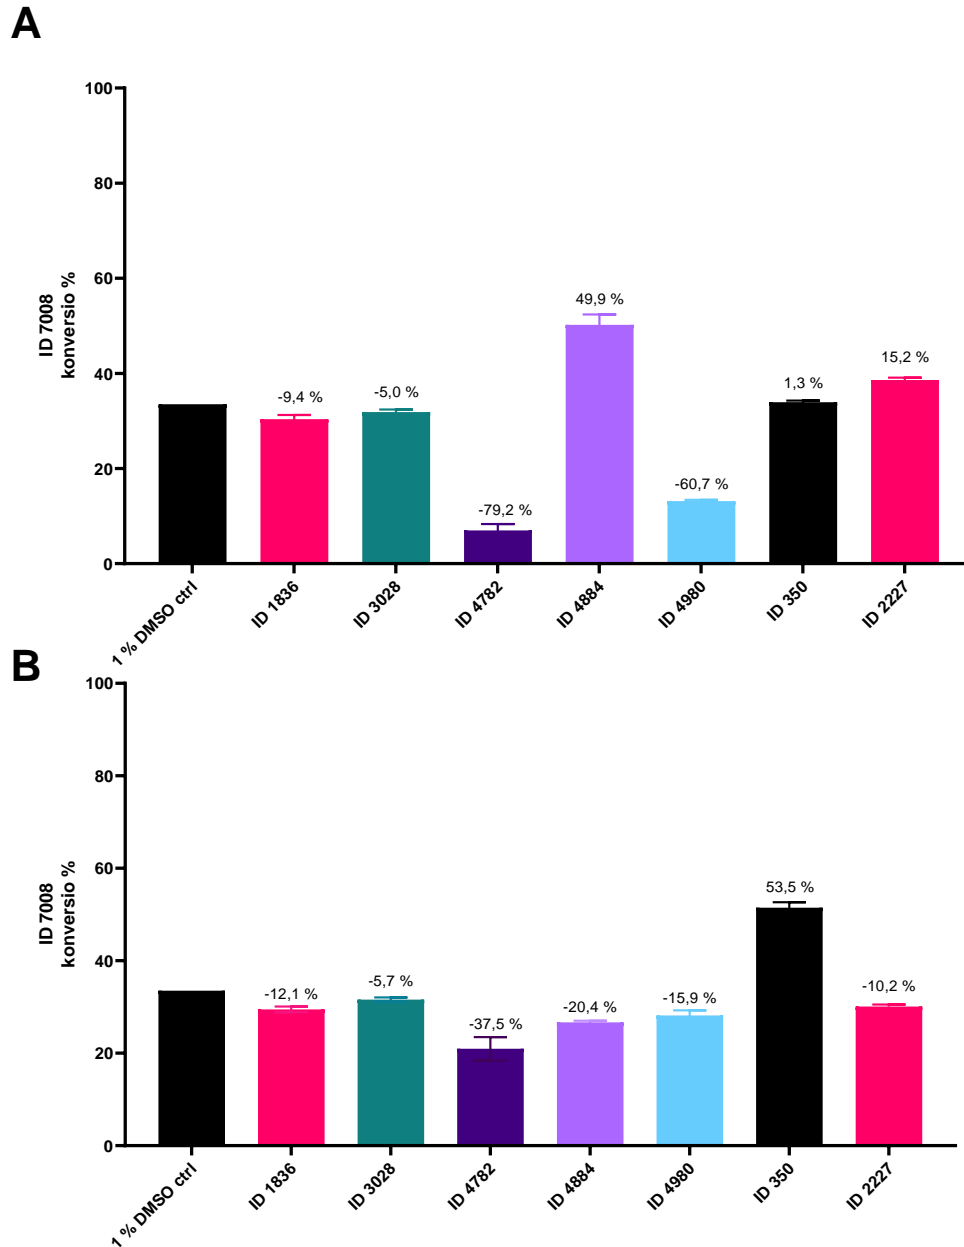 A
100
80
60
40
20
0
ID 7008
konversio %
-9,4 %
-5,0 %
-79,2 %
49,9 %
-60,7 %
1,3 %
15,2 %
1 % DMSO ctrl
ID 1836
ID 3028
ID 4782
ID 4884
ID 4980
ID 350
ID 2227
B
100
80
60
40
20
0
ID 7008
konversio %
-12,1 %
-5,7 %
-37,5 %
-20,4 %
-15,9 %
53,5 %
-10,2 %
1 % DMSO ctrl
ID 1836
ID 3028
ID 4782
ID 4884
ID 4980
ID 350
ID 2227